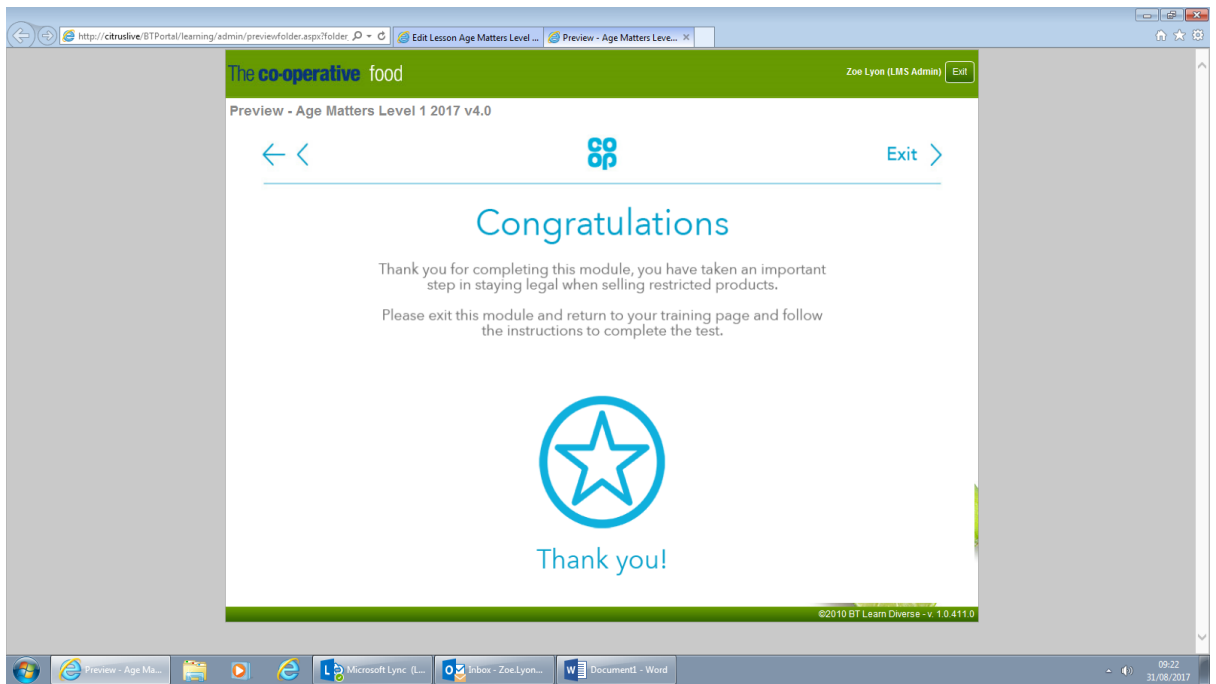 http://citruslive/BTPortal/learning/admin/previewfolder.aspx?folder
Edit Lesson Age Matters Level ...
Preview - Age Matters Leve...
The co-operative food
Zoe Lyon (LMS Admin)
Exit
Preview - Age Matters Level 1 2017 v4.0
co
op
Exit
Congratulations
Thank you for completing this module, you have taken an important
step in staying legal when selling restricted products.
Please exit this module and return to your training page and follow
the instructions to complete the test.
Thank you!
©2010 BT Learn Diverse - v. 1.0.411.0
Preview - Age Ma...
Microsoft Lync (L...
Inbox - Zoe.Lyon...
Document1 - Word
09:22
31/08/2017